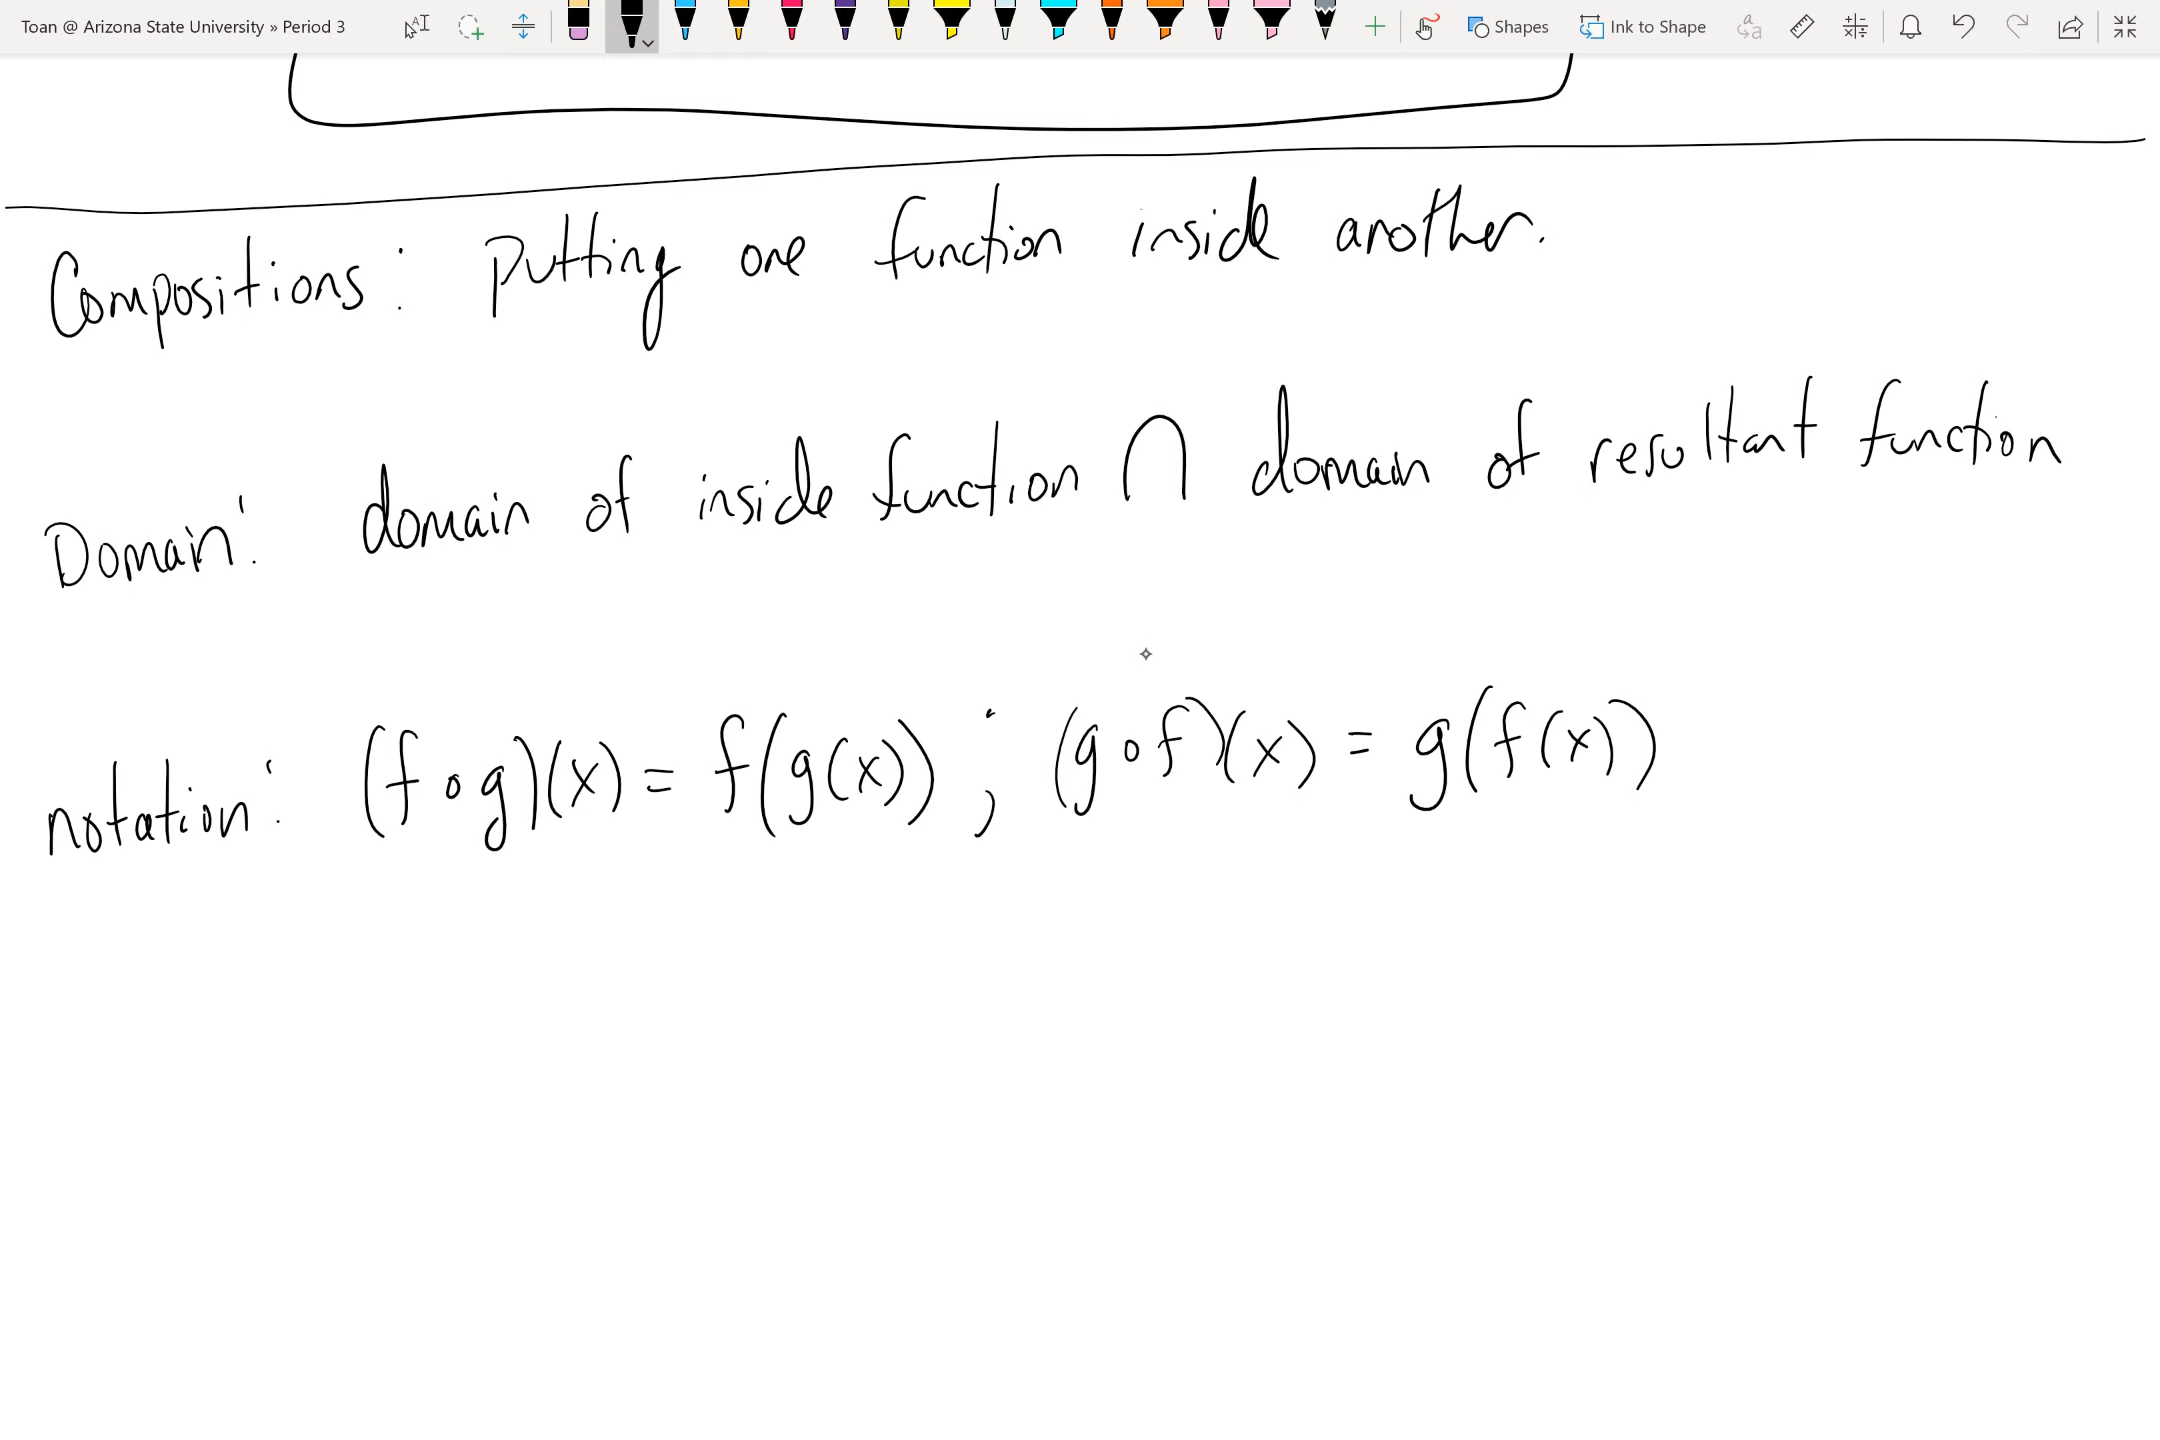 Toan @ Arizona State University » Period 3 Shapes Ink to Shape
Compositions: putting one function inside another.
Domain: domain of inside function ∩ domain of resultant function
notation: (f∘g)(x) = f(g(x)) ; (g∘f)(x) = g(f(x))